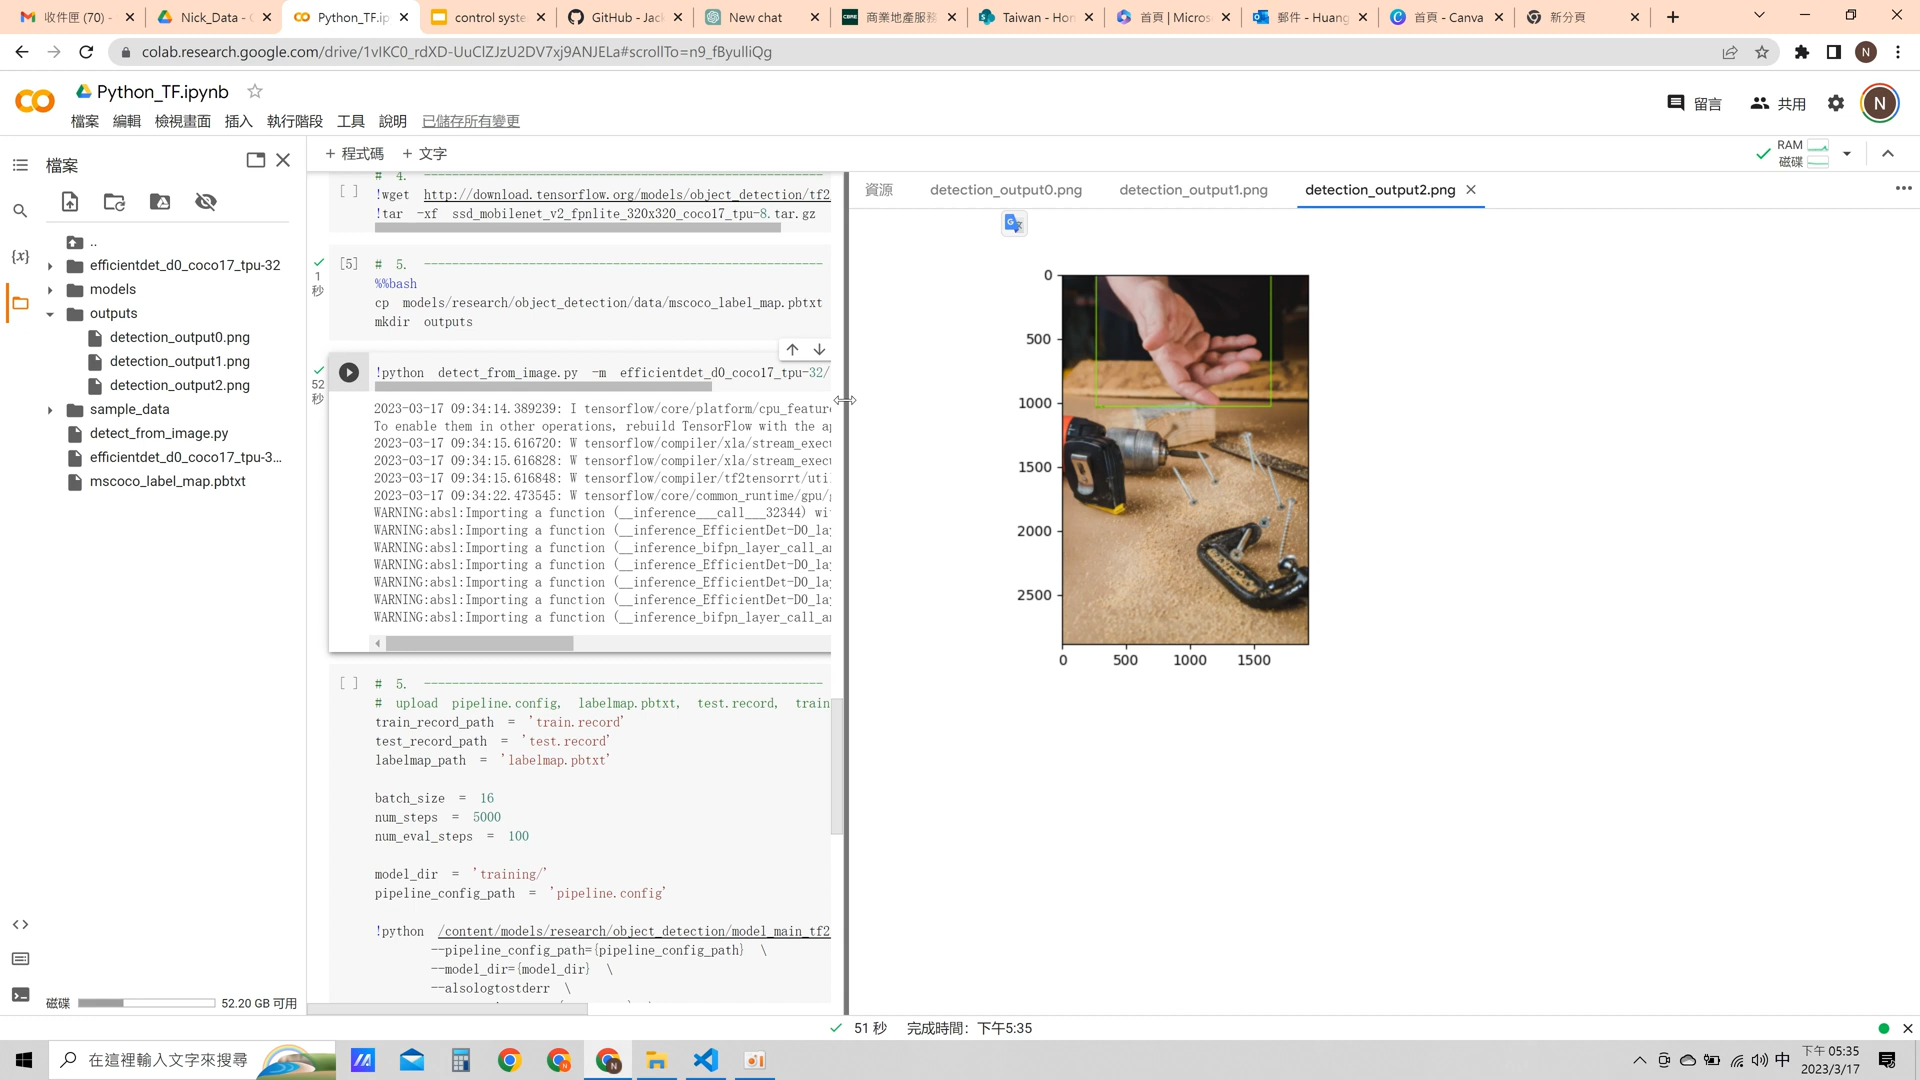 收件匣 (70) -
Nick_Data -
Python_TF.ip
control syste
GitHub - Jac
New chat
CBRE 商業地產服務
Taiwan - Hon
首頁 | Micros
郵件 - Huang
首頁 - Canva
新分頁
colab.research.google.com/drive/1vIKC0_rdXD-UuClZJzU2DV7xj9ANJELa#scrollTo=n9_fByulliQg
N
Python_TF.ipynb
檔案 編輯 檢視畫面 插入 執行階段 工具 說明 已儲存所有變更
留言 共用 N
檔案
+ 程式碼 + 文字
RAM
磁碟
..
efficientdet_d0_coco17_tpu-32
models
outputs
detection_output0.png
detection_output1.png
detection_output2.png
sample_data
detect_from_image.py
efficientdet_d0_coco17_tpu-3...
mscoco_label_map.pbtxt
磁碟 52.20 GB 可用
# 4. ---------------------------------------------------------
[ ] !wget http://download.tensorflow.org/models/object_detection/tf2
!tar -xf ssd_mobilenet_v2_fpnlite_320x320_coco17_tpu-8.tar.gz
1 秒
[5] # 5. ---------------------------------------------------------
%%bash
cp models/research/object_detection/data/mscoco_label_map.pbtxt
mkdir outputs
52 秒
!python detect_from_image.py -m efficientdet_d0_coco17_tpu-32/
2023-03-17 09:34:14.389239: I tensorflow/core/platform/cpu_feature
To enable them in other operations, rebuild TensorFlow with the ap
2023-03-17 09:34:15.616720: W tensorflow/compiler/xla/stream_execu
2023-03-17 09:34:15.616828: W tensorflow/compiler/xla/stream_execu
2023-03-17 09:34:15.616848: W tensorflow/compiler/tf2tensorrt/util
2023-03-17 09:34:22.473545: W tensorflow/core/common_runtime/gpu/g
WARNING:absl:Importing a function (__inference___call___32344) wit
WARNING:absl:Importing a function (__inference_EfficientDet-D0_lay
WARNING:absl:Importing a function (__inference_bifpn_layer_call_an
WARNING:absl:Importing a function (__inference_EfficientDet-D0_lay
WARNING:absl:Importing a function (__inference_EfficientDet-D0_lay
WARNING:absl:Importing a function (__inference_EfficientDet-D0_lay
WARNING:absl:Importing a function (__inference_bifpn_layer_call_an
[ ] # 5. ---------------------------------------------------------
# upload pipeline.config, labelmap.pbtxt, test.record, train
train_record_path = 'train.record'
test_record_path = 'test.record'
labelmap_path = 'labelmap.pbtxt'
batch_size = 16
num_steps = 5000
num_eval_steps = 100
model_dir = 'training/'
pipeline_config_path = 'pipeline.config'
!python /content/models/research/object_detection/model_main_tf2
--pipeline_config_path={pipeline_config_path} \
--model_dir={model_dir} \
--alsologtostderr \
資源 detection_output0.png detection_output1.png detection_output2.png
0
500
1000
1500
2000
2500
0 500 1000 1500
51 秒 完成時間: 下午5:35
在這裡輸入文字來搜尋
中
下午 05:35
2023/3/17